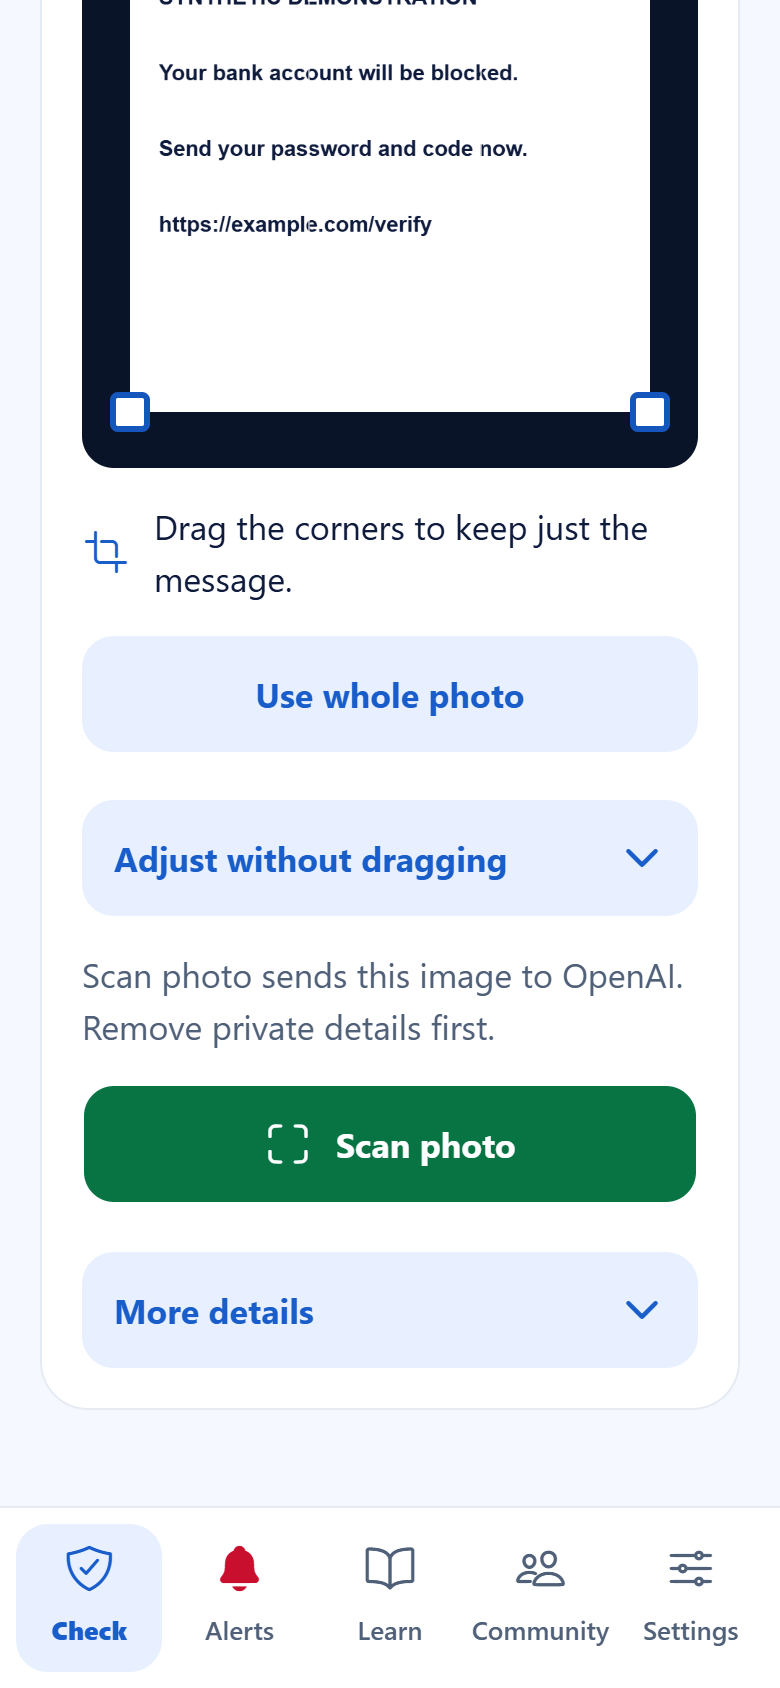 SYNTHETIC DEMONSTRATION
Your bank account will be blocked.
Send your password and code now.
https://example.com/verify
Drag the corners to keep just the
message.
Use whole photo
Adjust without dragging
Scan photo sends this image to OpenAI.
Remove private details first.
Scan photo
More details
Check
Alerts
Learn
Community
Settings